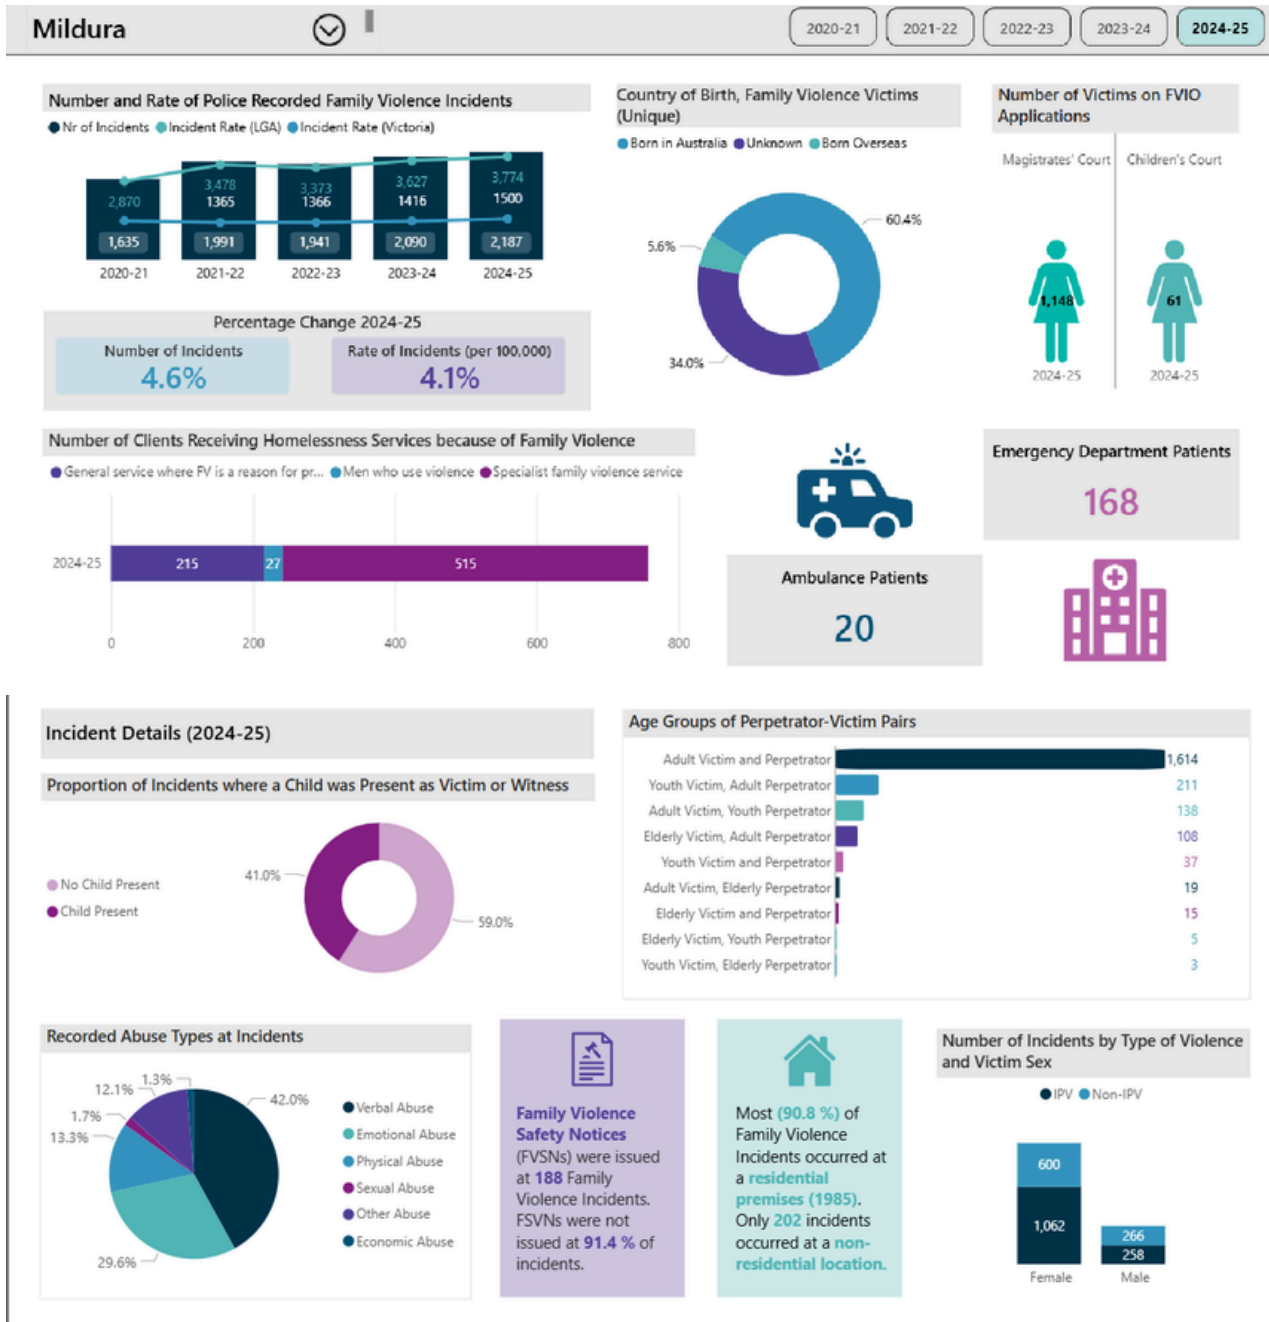 Mildura
2020-21
2021-22
2022-23
2023-24
2024-25
Number and Rate of Police Recorded Family Violence Incidents
Nr of Incidents Incident Rate (LGA) Incident Rate (Victoria)
2,870
3,478
3,373
3,627
3,774
1365
1366
1416
1500
1,635
1,991
1,941
2,090
2,187
2020-21
2021-22
2022-23
2023-24
2024-25
Percentage Change 2024-25
Number of Incidents
4.6%
Rate of Incidents (per 100,000)
4.1%
Country of Birth, Family Violence Victims
(Unique)
Born in Australia Unknown Born Overseas
60.4%
5.6%
34.0%
Number of Victims on FVIO
Applications
Magistrates' Court
Children's Court
1,148
61
2024-25
2024-25
Number of Clients Receiving Homelessness Services because of Family Violence
General service where FV is a reason for pr... Men who use violence Specialist family violence service
2024-25
215
27
515
0
200
400
600
800
Ambulance Patients
20
Emergency Department Patients
168
Incident Details (2024-25)
Proportion of Incidents where a Child was Present as Victim or Witness
No Child Present
Child Present
41.0%
59.0%
Age Groups of Perpetrator-Victim Pairs
Adult Victim and Perpetrator 1,614
Youth Victim, Adult Perpetrator 211
Adult Victim, Youth Perpetrator 138
Elderly Victim, Adult Perpetrator 108
Youth Victim and Perpetrator 37
Adult Victim, Elderly Perpetrator 19
Elderly Victim and Perpetrator 15
Elderly Victim, Youth Perpetrator 5
Youth Victim, Elderly Perpetrator 3
Recorded Abuse Types at Incidents
1.3%
12.1%
1.7%
13.3%
42.0%
29.6%
Verbal Abuse
Emotional Abuse
Physical Abuse
Sexual Abuse
Other Abuse
Economic Abuse
Family Violence
Safety Notices
(FVSNs) were issued
at 188 Family
Violence Incidents.
FSVNs were not
issued at 91.4 % of
incidents.
Most (90.8 %) of
Family Violence
Incidents occurred at
a residential
premises (1985).
Only 202 incidents
occurred at a non-
residential location.
Number of Incidents by Type of Violence
and Victim Sex
IPV Non-IPV
600
1,062
266
258
Female
Male